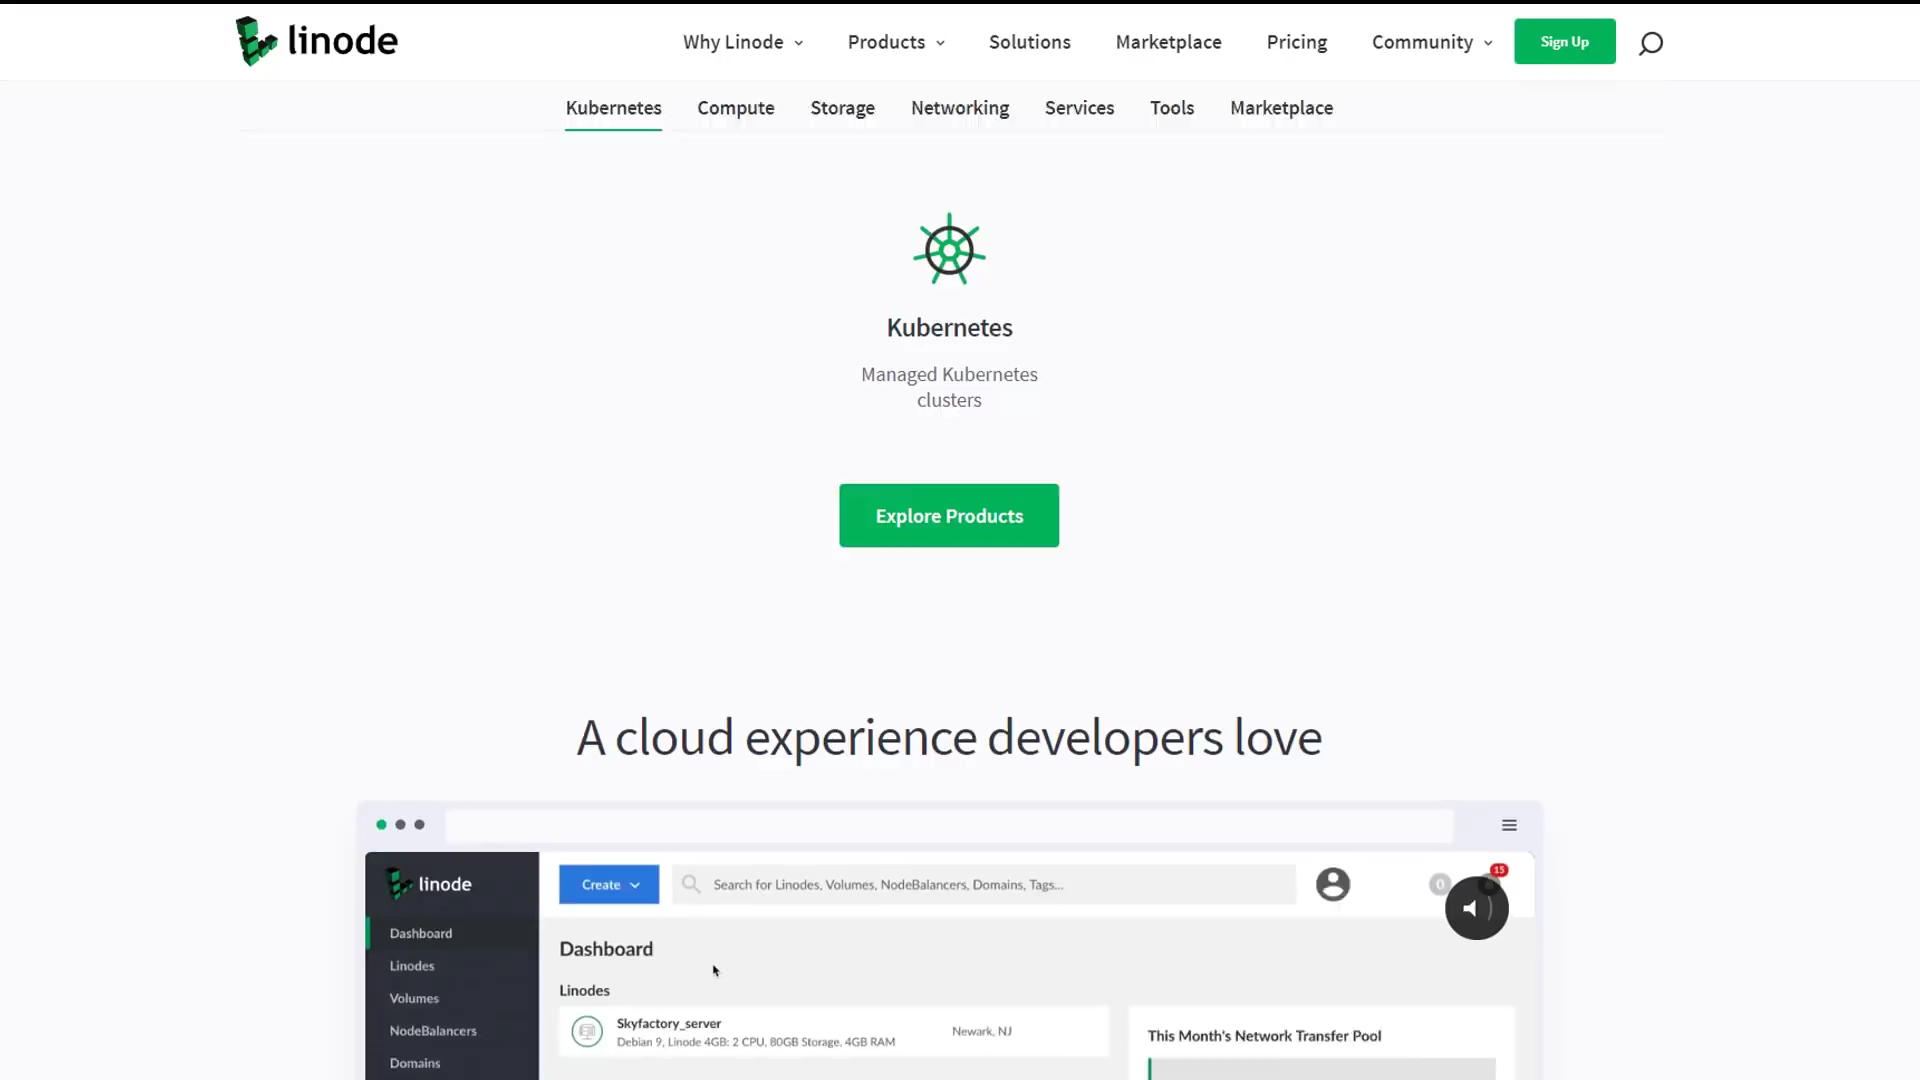 linode
Why Linode
Products
Solutions
Marketplace
Pricing
Community
Sign Up
Kubernetes
Compute
Storage
Networking
Services
Tools
Marketplace
Kubernetes
Managed Kubernetes
clusters
Explore Products
A cloud experience developers love
linode
Create
Search for Linodes, Volumes, NodeBalancers, Domains, Tags...
0
15
Dashboard
Linodes
Volumes
NodeBalancers
Domains
Dashboard
Linodes
Skyfactory_server
Debian 9, Linode 4GB: 2 CPU, 80GB Storage, 4GB RAM
Newark, NJ
This Month's Network Transfer Pool